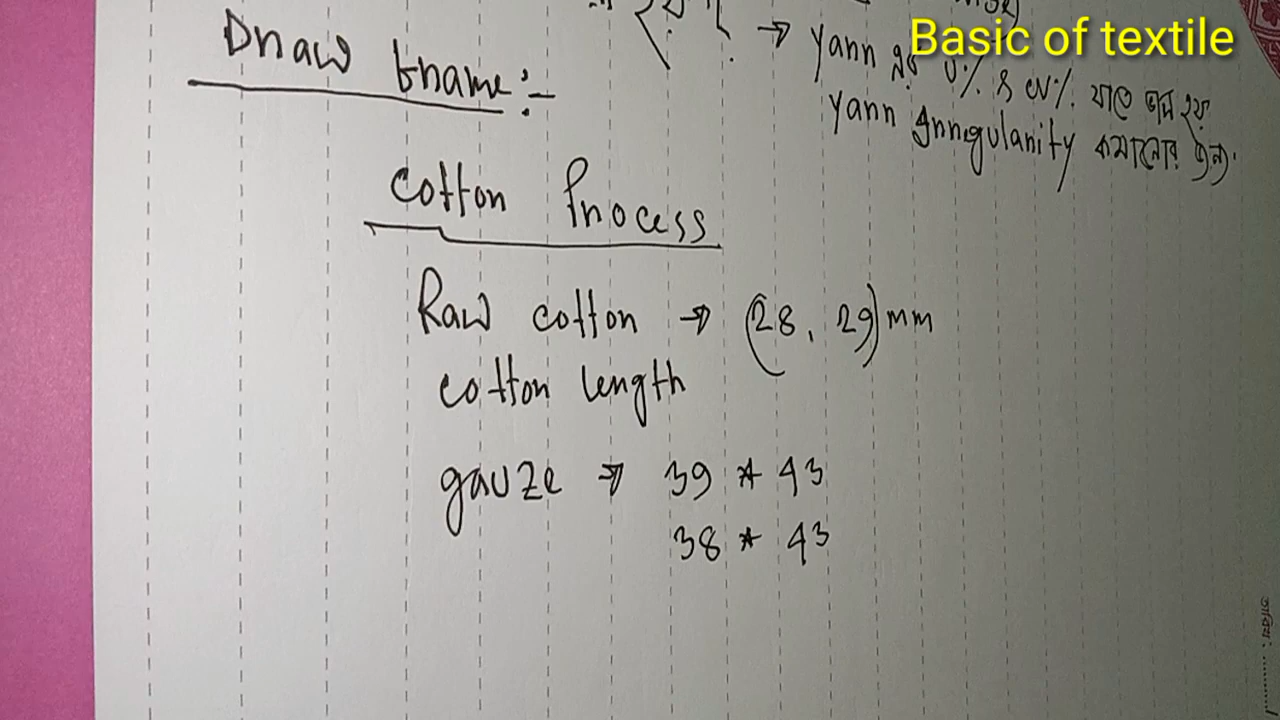 Basic of textile
Draw frame:-
→ Yarn এর U% ও CV% যাতে ভাল হয়
Yarn Irregularity কমানোর জন্য।
Cotton Process
Raw cotton → (28, 29) mm
cotton length
gauze → 39 * 43
38 * 43